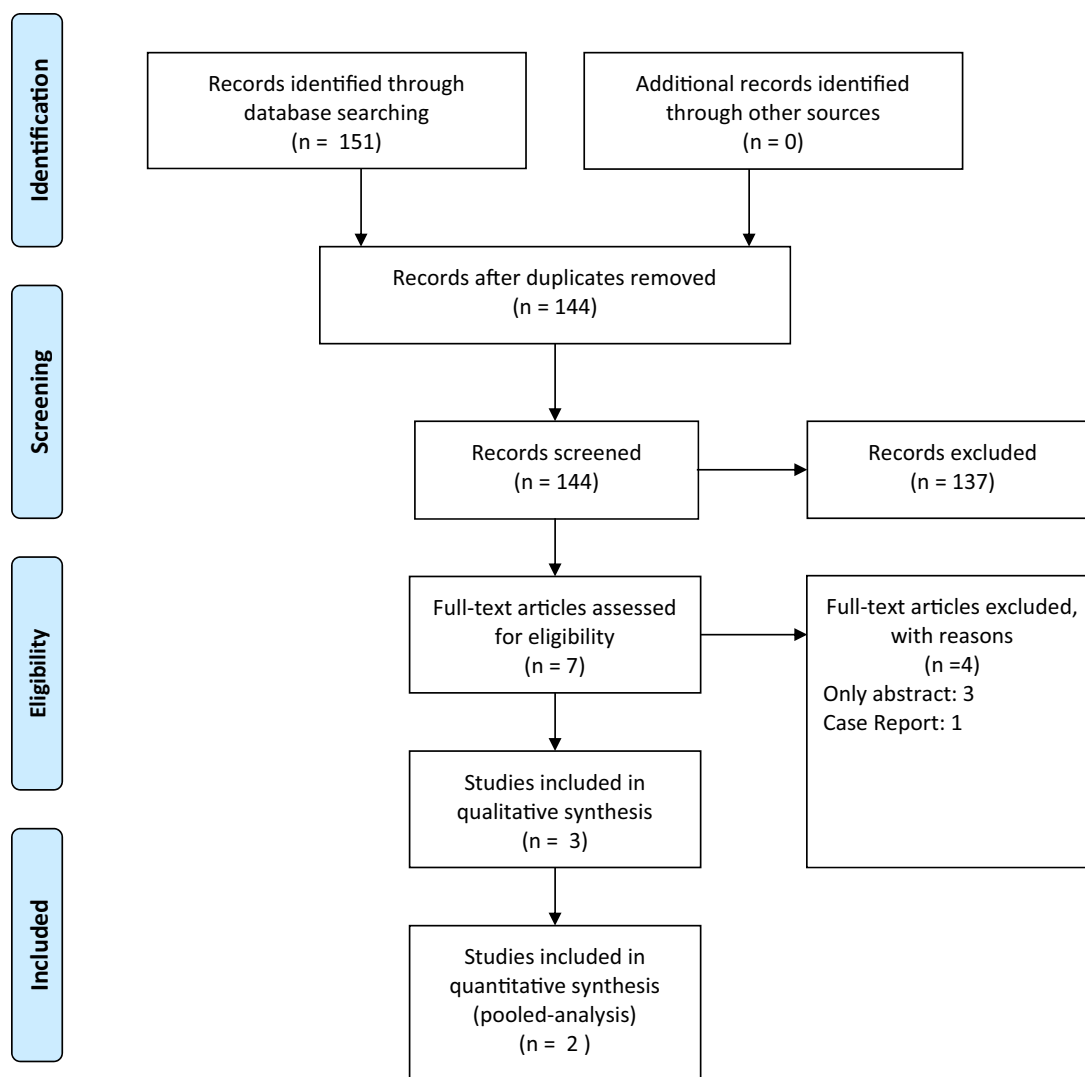 Identification
Records identified through
database searching
(n = 151)
Additional records identified
through other sources
(n = 0)
Records after duplicates removed
(n = 144)
Screening
Records screened
(n = 144)
Records excluded
(n = 137)
Eligibility
Full-text articles assessed
for eligibility
(n = 7)
Full-text articles excluded,
with reasons
(n =4)
Only abstract: 3
Case Report: 1
Studies included in
qualitative synthesis
(n = 3)
Included
Studies included in
quantitative synthesis
(pooled-analysis)
(n = 2 )